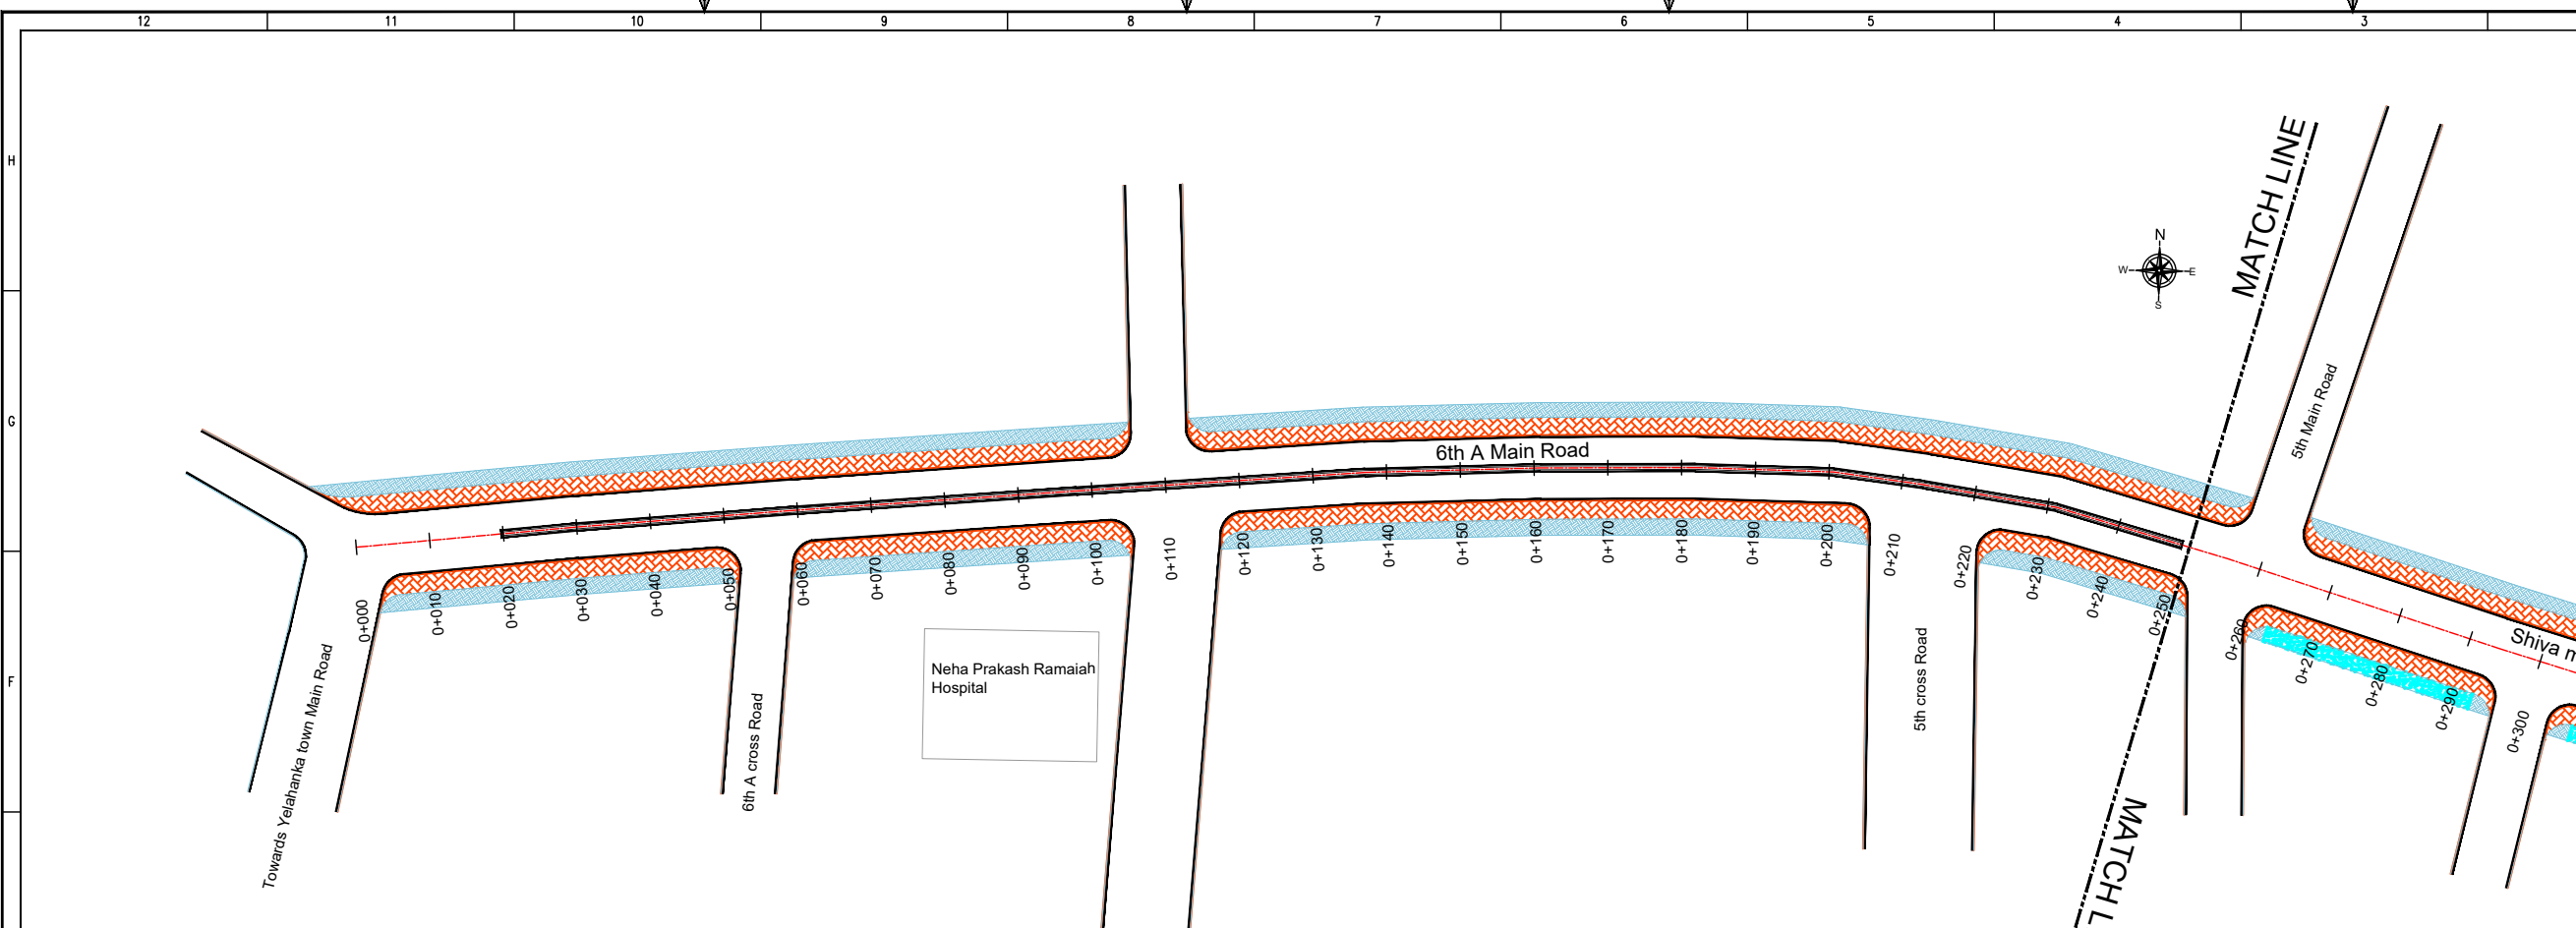 12 11 10 9 8 7 6 5 4 3
H
G
F
MATCH LINE
N
W E
S
5th Main Road
6th A Main Road
0+000 0+010 0+020 0+030 0+040 0+050 0+060 0+070 0+080 0+090 0+100 0+110 0+120 0+130 0+140 0+150 0+160 0+170 0+180 0+190 0+200 0+210 0+220 0+230 0+240 0+250 0+260 0+270 0+280 0+290 0+300
Shiva m
Neha Prakash Ramaiah
Hospital
Towards Yelahanka town Main Road
6th A cross Road
5th cross Road
MATCH L